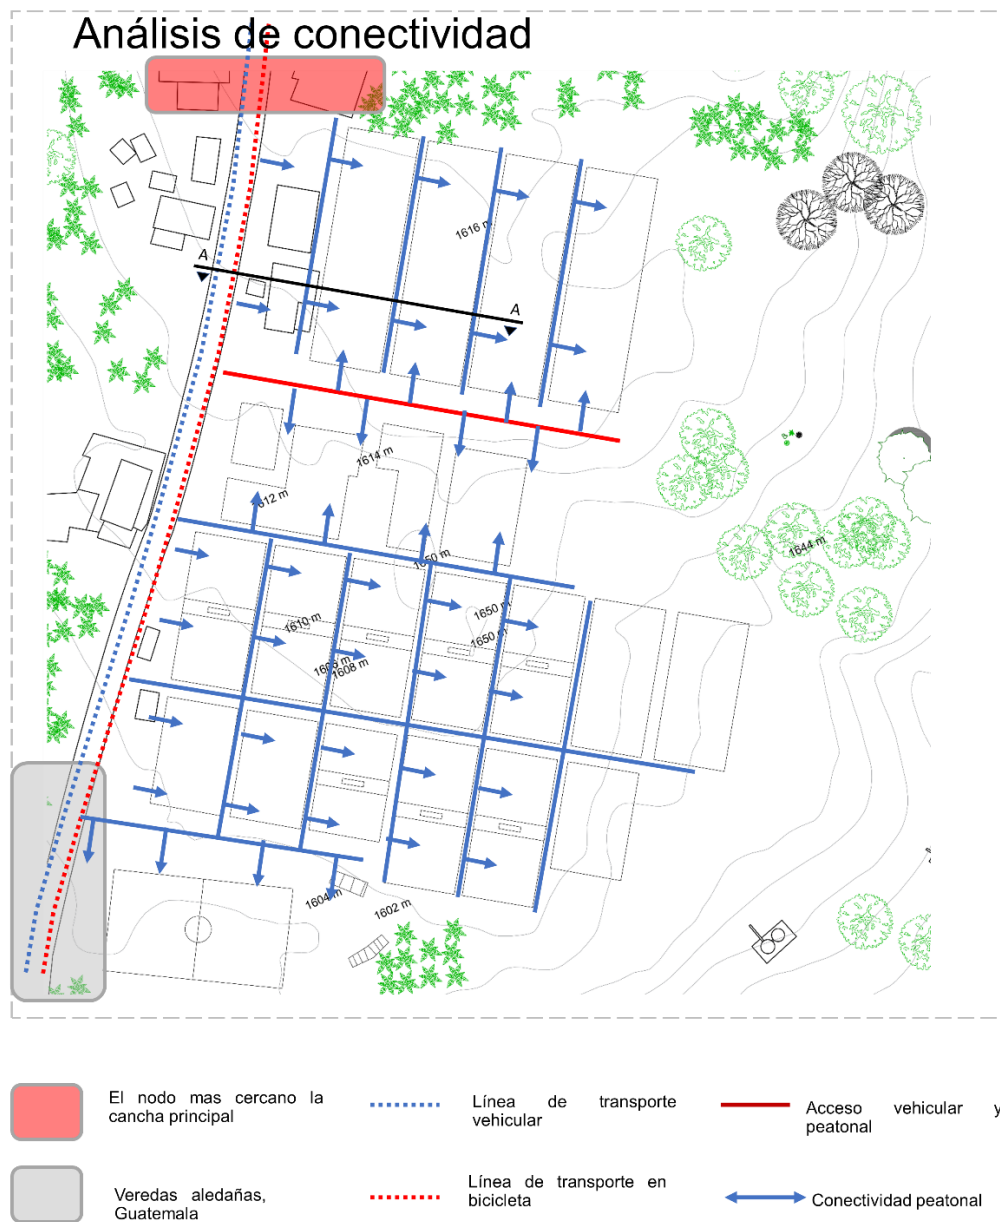 Análisis de conectividad
1616 m
A
A
1614 m
612 m
1650 m
1644 m
1650 m
1610 m
1650 m
1608 m
1604 m
1602 m
El nodo mas cercano la
cancha principal
Línea de transporte
vehicular
Acceso vehicular y
peatonal
Veredas aledañas,
Guatemala
Línea de transporte en
bicicleta
Conectividad peatonal